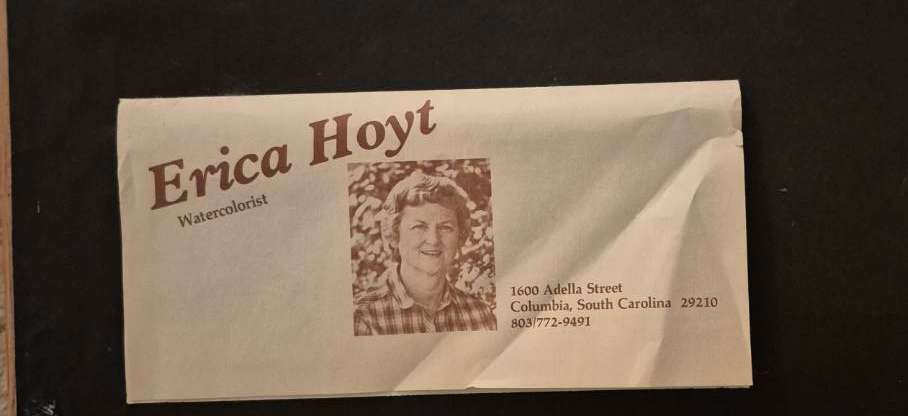 Erica Hoyt
Watercolorist
1600 Adella Street
Columbia, South Carolina 29210
803/772-9491